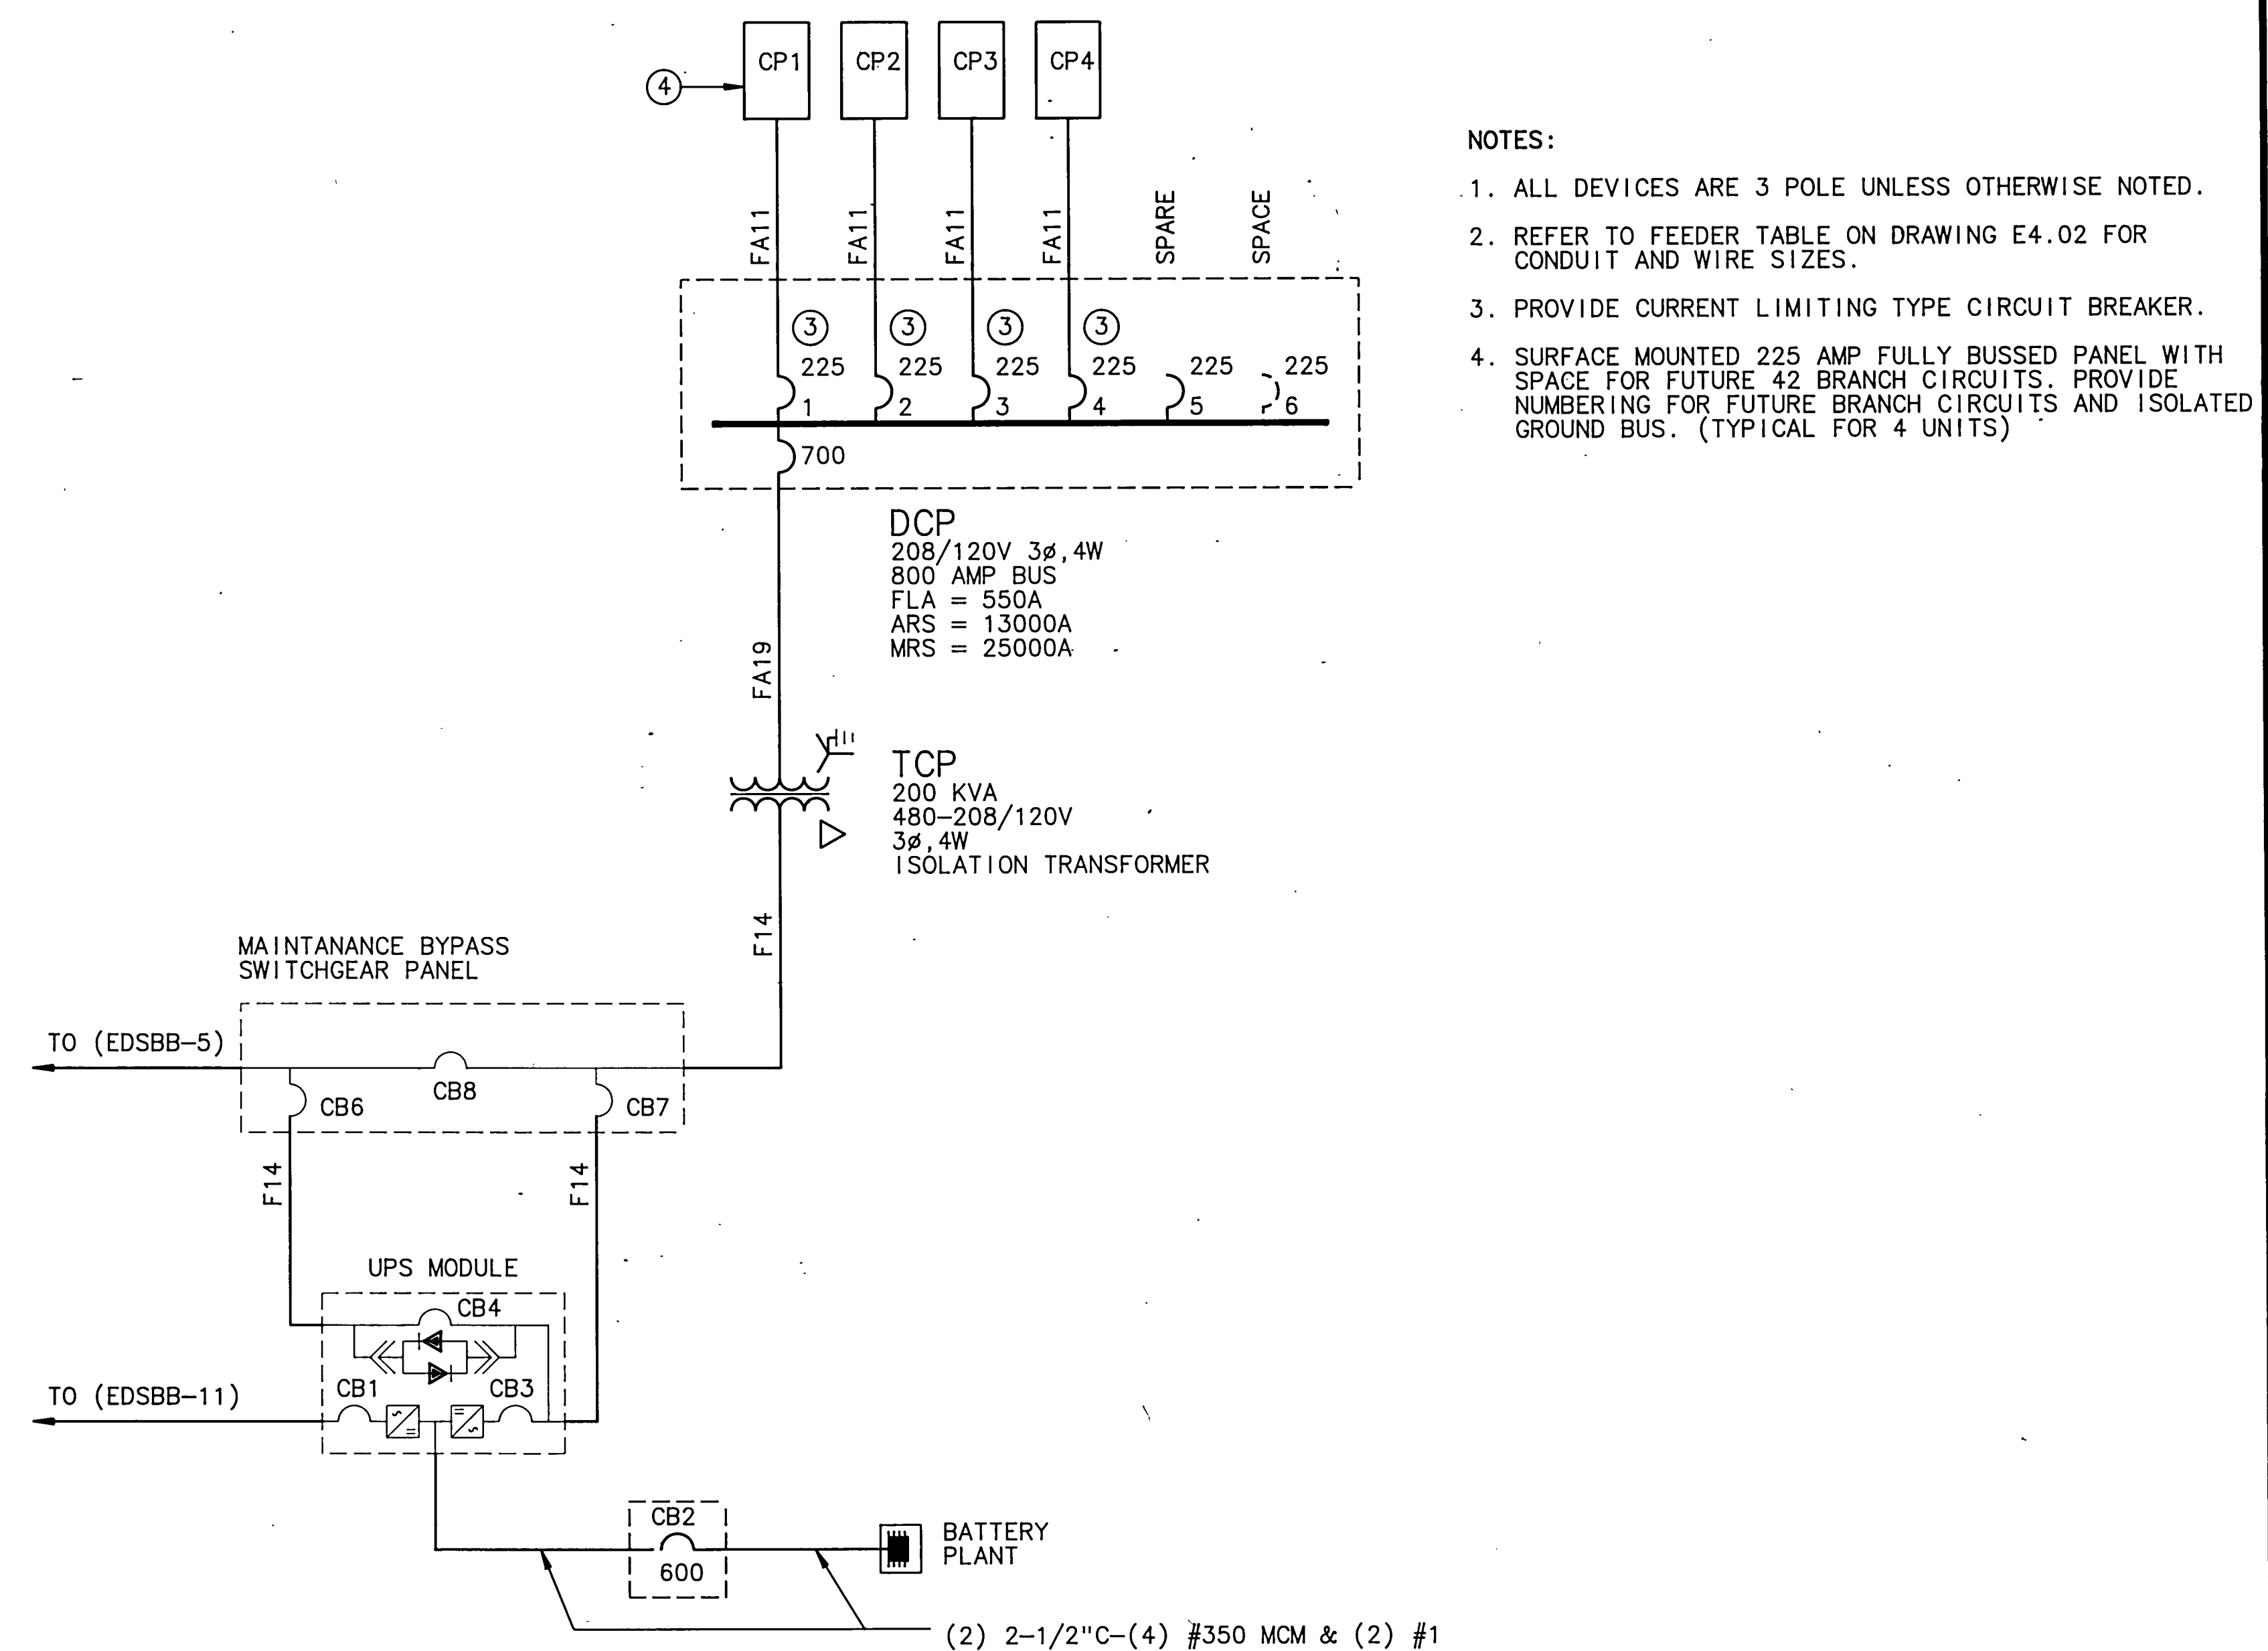 CP1 CP2 CP3 CP4
4
FA11 FA11 FA11 FA11 SPARE SPACE
3 3 3 3
225 225 225 225 225 225
1 2 3 4 5 6
700
DCP
208/120V 3ø,4W
800 AMP BUS
FLA = 550A
ARS = 13000A
MRS = 25000A
FA19
TCP
200 KVA
480-208/120V
3ø,4W
ISOLATION TRANSFORMER
F14
MAINTANANCE BYPASS
SWITCHGEAR PANEL
TO (EDSBB-5)
CB8
CB6 CB7
F14 F14
UPS MODULE
CB4
CB1 CB3
TO (EDSBB-11)
CB2
600
BATTERY
PLANT
(2) 2-1/2"C-(4) #350 MCM & (2) #1
NOTES:
1. ALL DEVICES ARE 3 POLE UNLESS OTHERWISE NOTED.
2. REFER TO FEEDER TABLE ON DRAWING E4.02 FOR
CONDUIT AND WIRE SIZES.
3. PROVIDE CURRENT LIMITING TYPE CIRCUIT BREAKER.
4. SURFACE MOUNTED 225 AMP FULLY BUSSED PANEL WITH
SPACE FOR FUTURE 42 BRANCH CIRCUITS. PROVIDE
NUMBERING FOR FUTURE BRANCH CIRCUITS AND ISOLATED
GROUND BUS. (TYPICAL FOR 4 UNITS)